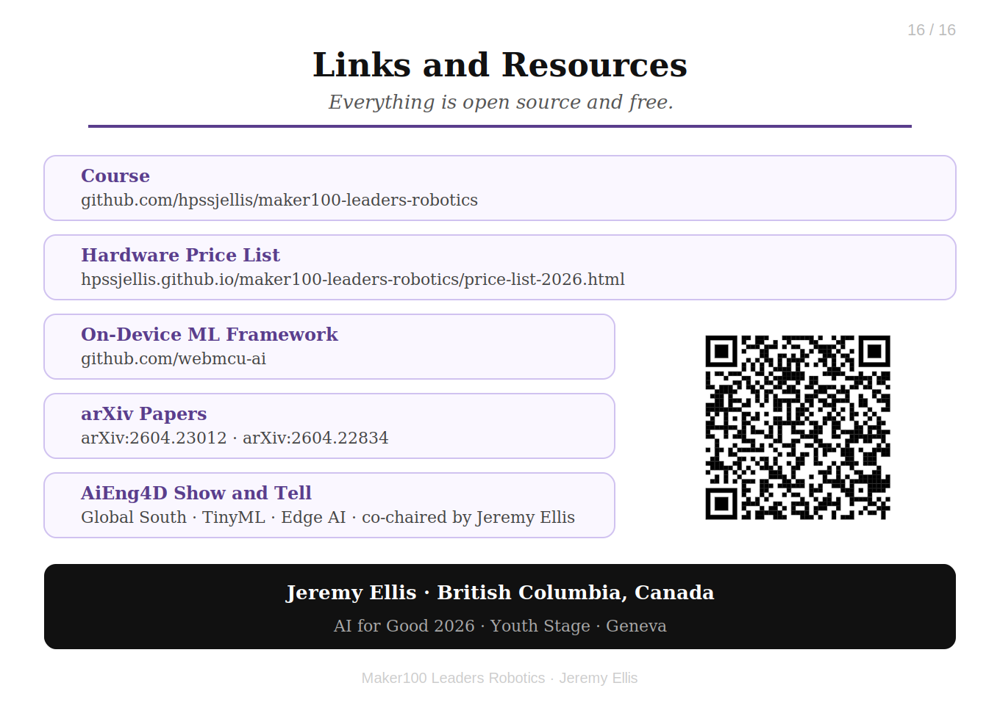 16 / 16
Links and Resources
Everything is open source and free.
Course
github.com/hpssjellis/maker100-leaders-robotics
Hardware Price List
hpssjellis.github.io/maker100-leaders-robotics/price-list-2026.html
On-Device ML Framework
github.com/webmcu-ai
arXiv Papers
arXiv:2604.23012 · arXiv:2604.22834
AiEng4D Show and Tell
Global South · TinyML · Edge AI · co-chaired by Jeremy Ellis
Jeremy Ellis · British Columbia, Canada
AI for Good 2026 · Youth Stage · Geneva
Maker100 Leaders Robotics · Jeremy Ellis